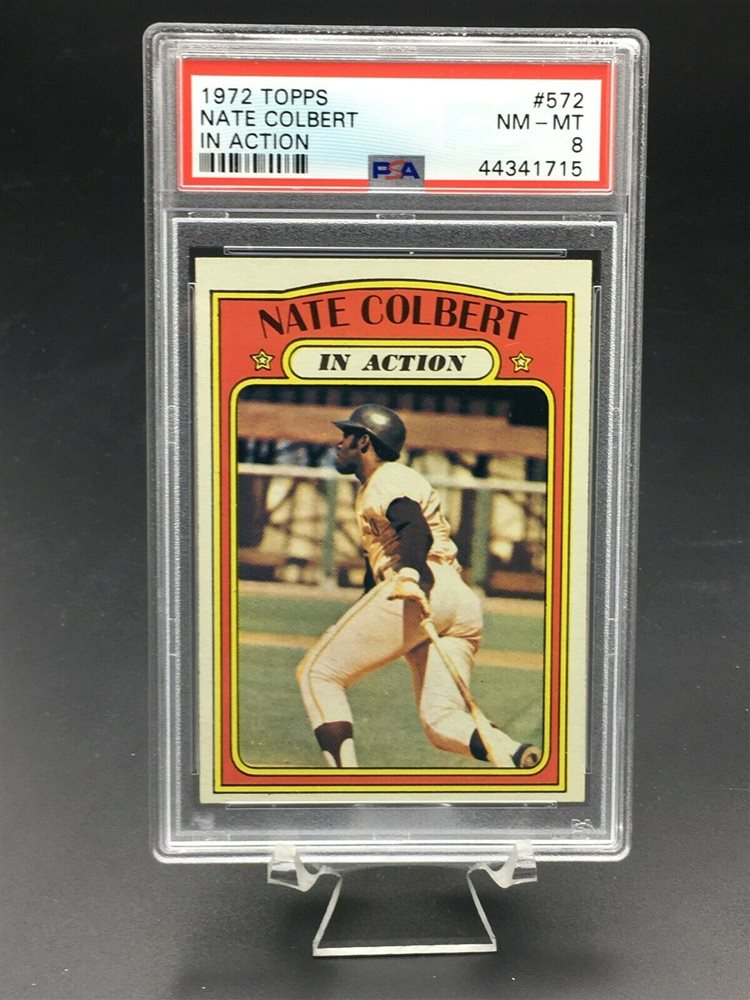 1972 TOPPS #572
NATE COLBERT NM - MT
IN ACTION 8
PSA 44341715
NATE COLBERT
IN ACTION